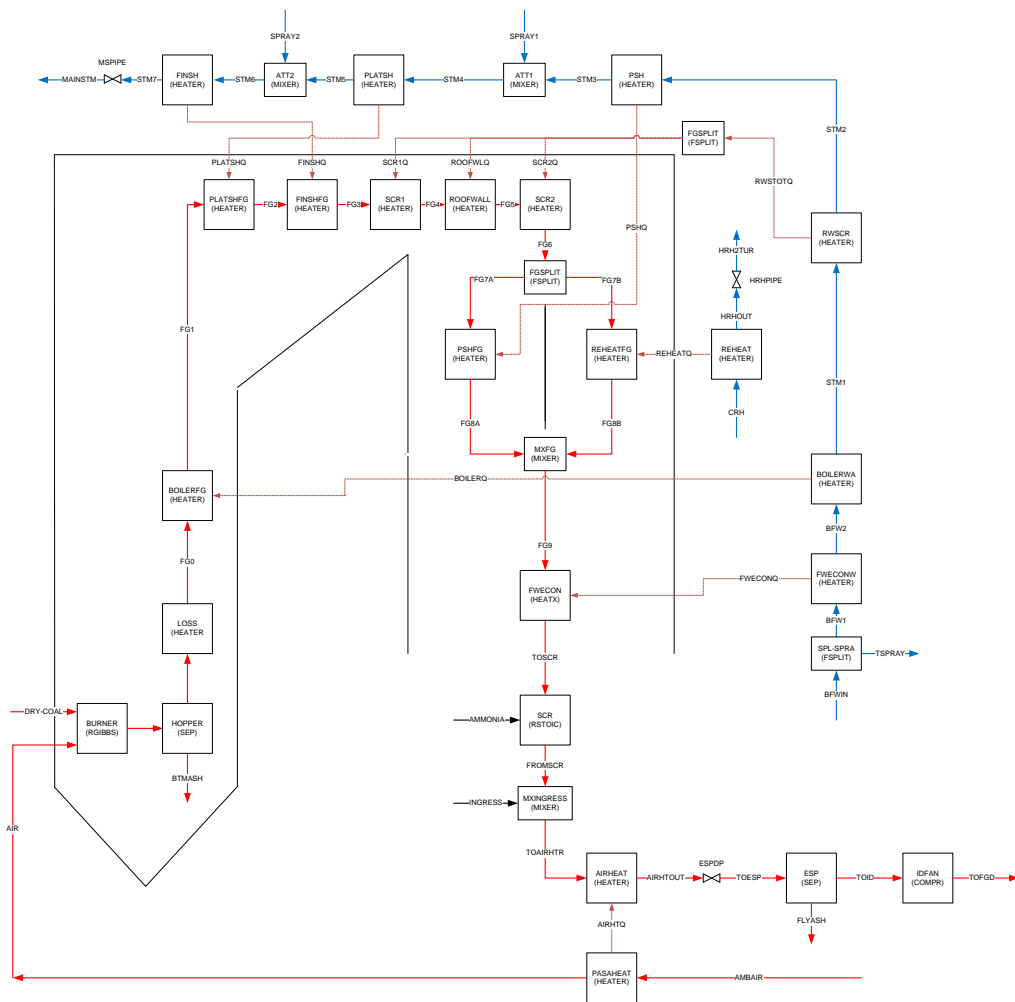 SPRAY2
SPRAY1
MSPIPE
MAINSTM
STM7
FINSH
(HEATER)
STM6
ATT2
(MIXER)
STM5
PLATSH
(HEATER)
STM4
ATT1
(MIXER)
STM3
PSH
(HEATER)
STM2
FGSPLIT
(FSPLIT)
PLATSHQ
FINSHQ
SCR1Q
ROOFWLQ
SCR2Q
RWSTOTQ
PLATSHFG
(HEATER)
FG2
FINSHFG
(HEATER)
FG3
SCR1
(HEATER)
FG4
ROOFWALL
(HEATER)
FG5
SCR2
(HEATER)
PSHQ
RWSCR
(HEATER)
FG6
HRH2TUR
FGSPLIT
(FSPLIT)
FG7A
FG7B
HRHPIPE
HRHOUT
FG1
PSHFG
(HEATER)
REHEATFG
(HEATER)
REHEATQ
REHEAT
(HEATER)
STM1
CRH
FG8A
FG8B
MXFG
(MIXER)
BOILERFG
(HEATER)
BOILERQ
BOILERWA
(HEATER)
BFW2
FG9
FG0
FWECON
(HEATX)
FWECONQ
FWECONW
(HEATER)
BFW1
LOSS
(HEATER
SPL-SPRA
(FSPLIT)
TSPRAY
TOSCR
BFWIN
DRY-COAL
BURNER
(RGIBBS)
HOPPER
(SEP)
AMMONIA
SCR
(RSTOIC)
BTMASH
FROMSCR
INGRESS
MXINGRESS
(MIXER)
AIR
TOAIRHTR
AIRHEAT
(HEATER)
AIRHTOUT
ESPDP
TOESP
ESP
(SEP)
TOID
IDFAN
(COMPR)
TOFGD
FLYASH
AIRHTQ
PASAHEAT
(HEATER)
AMBAIR